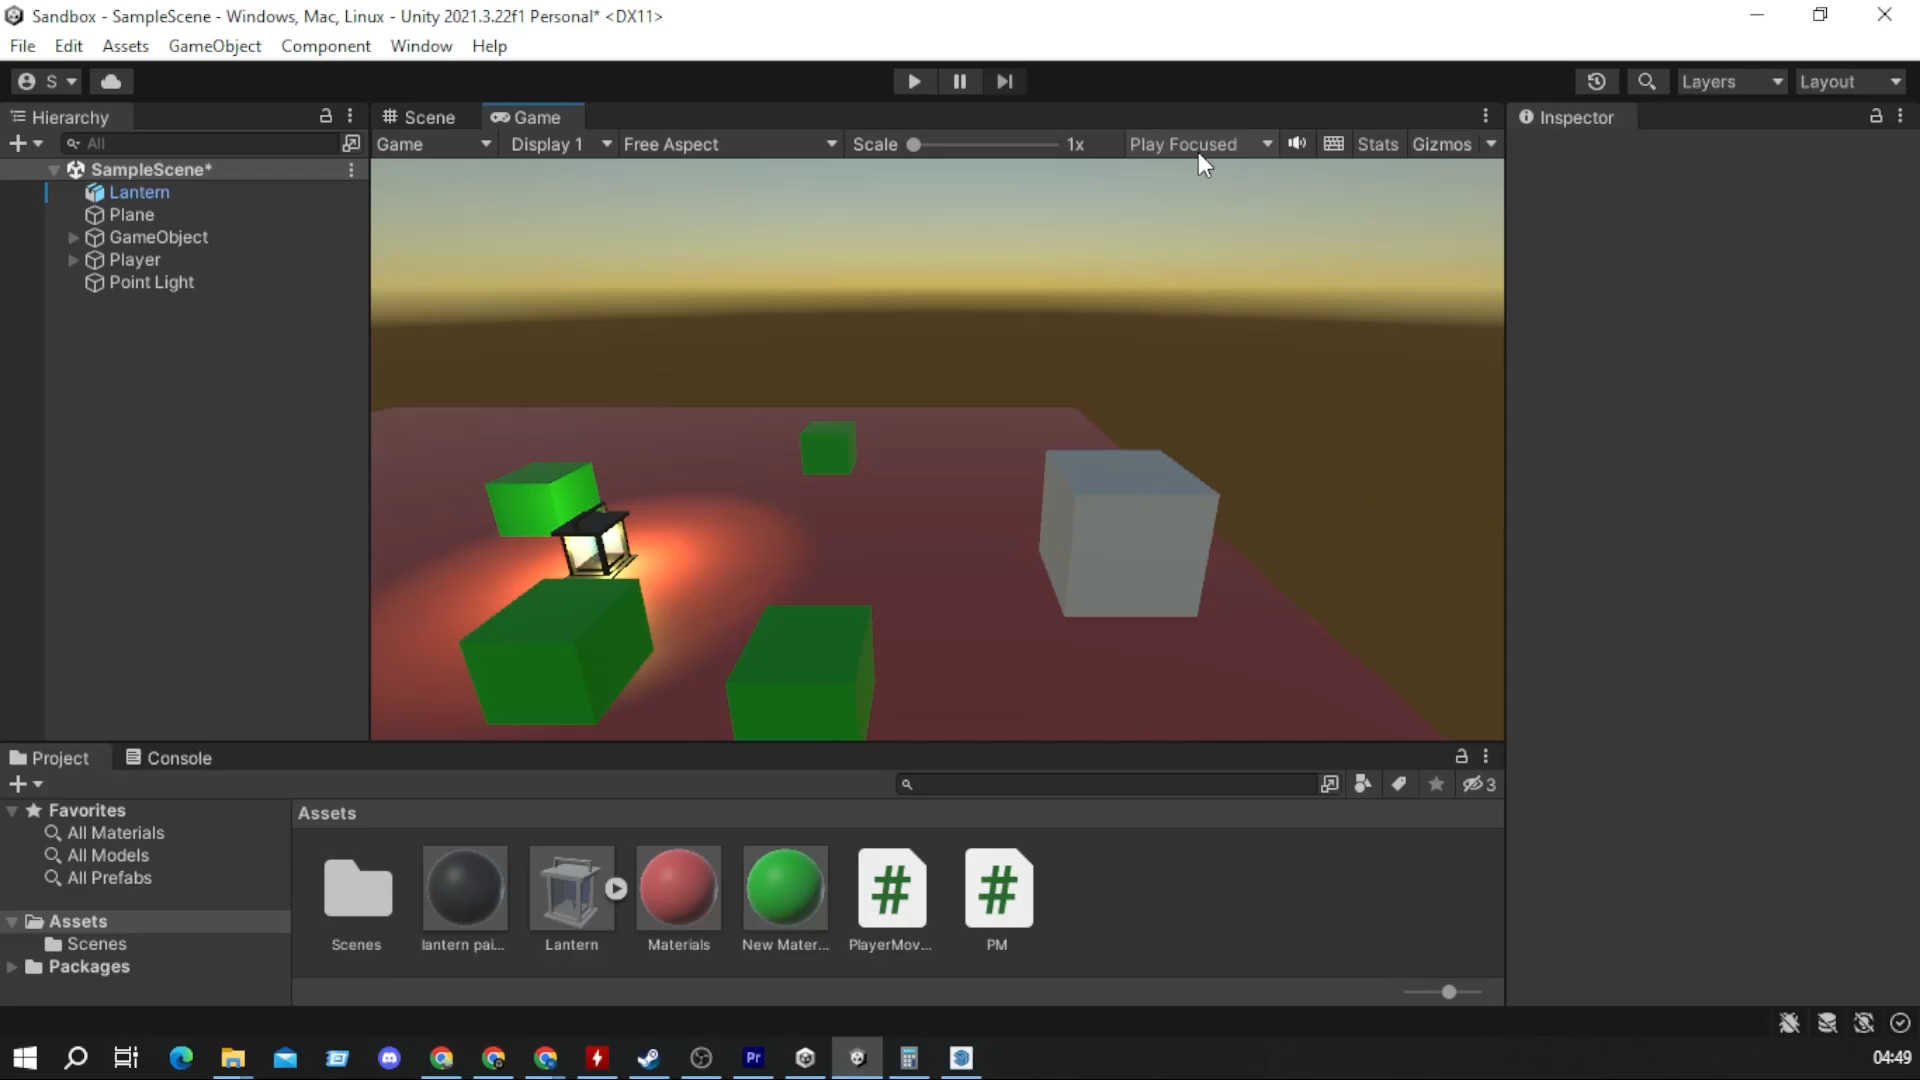 Sandbox - SampleScene - Windows, Mac, Linux - Unity 2021.3.22f1 Personal* <DX11>
File Edit Assets GameObject Component Window Help
S Layers Layout
Hierarchy Scene Game Inspector
All Game Display 1 Free Aspect Scale 1x Play Focused Stats Gizmos
SampleScene*
Lantern
Plane
GameObject
Player
Point Light
Project Console
3
Favorites Assets
All Materials
All Models
All Prefabs
Assets
Scenes
Packages
Scenes lantern pai... Lantern Materials New Mater... PlayerMov... PM
Pr 04:49